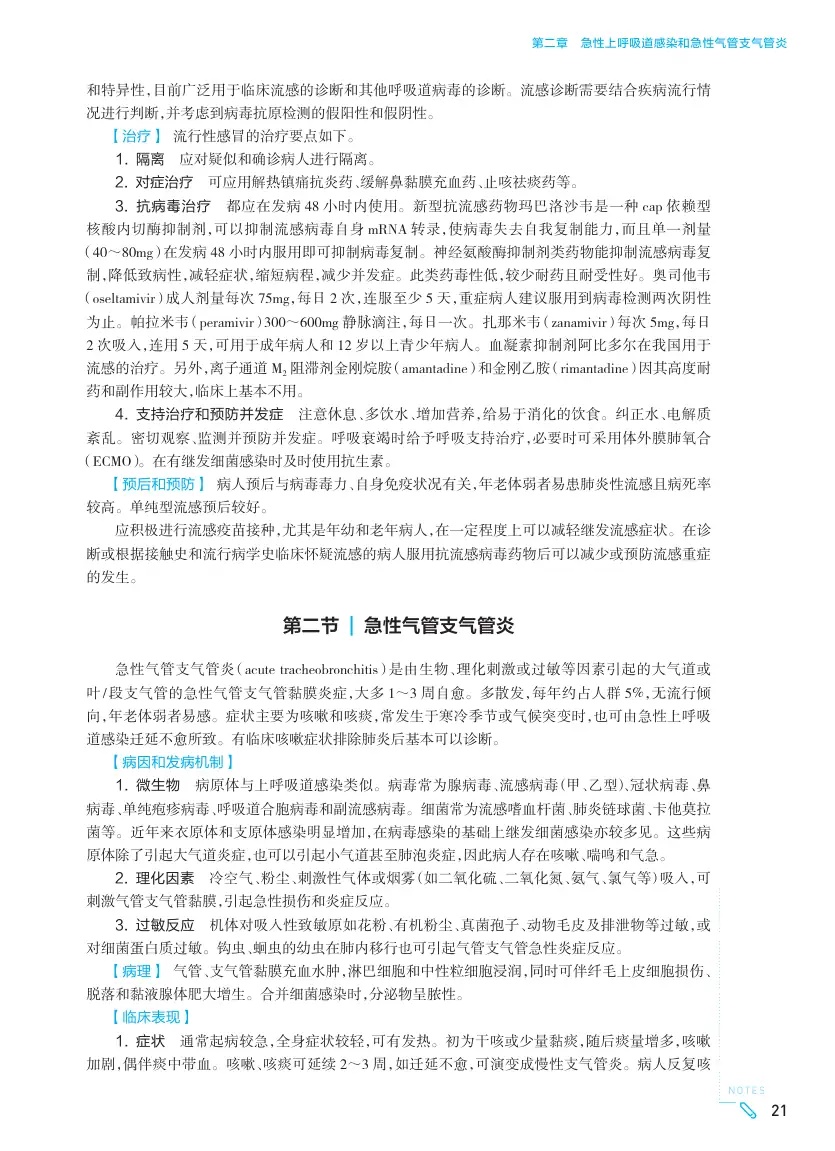 第二章 急性上呼吸道感染和急性气管支气管炎
和特异性,目前广泛用于临床流感的诊断和其他呼吸道病毒的诊断。流感诊断需要结合疾病流行情
况进行判断,并考虑到病毒抗原检测的假阳性和假阴性。
【治疗】 流行性感冒的治疗要点如下。
1. 隔离 应对疑似和确诊病人进行隔离。
2. 对症治疗 可应用解热镇痛抗炎药、缓解鼻黏膜充血药、止咳祛痰药等。
3. 抗病毒治疗 都应在发病 48 小时内使用。新型抗流感药物玛巴洛沙韦是一种 cap 依赖型
核酸内切酶抑制剂,可以抑制流感病毒自身 mRNA 转录,使病毒失去自我复制能力,而且单一剂量
(40～80mg)在发病 48 小时内服用即可抑制病毒复制。神经氨酸酶抑制剂类药物能抑制流感病毒复
制,降低致病性,减轻症状,缩短病程,减少并发症。此类药毒性低,较少耐药且耐受性好。奥司他韦
(oseltamivir)成人剂量每次 75mg,每日 2 次,连服至少 5 天,重症病人建议服用到病毒检测两次阴性
为止。帕拉米韦(peramivir)300～600mg 静脉滴注,每日一次。扎那米韦(zanamivir)每次 5mg,每日
2 次吸入,连用 5 天,可用于成年病人和 12 岁以上青少年病人。血凝素抑制剂阿比多尔在我国用于
流感的治疗。另外,离子通道 M₂ 阻滞剂金刚烷胺(amantadine)和金刚乙胺(rimantadine)因其高度耐
药和副作用较大,临床上基本不用。
4. 支持治疗和预防并发症 注意休息、多饮水、增加营养,给易于消化的饮食。纠正水、电解质
紊乱。密切观察、监测并预防并发症。呼吸衰竭时给予呼吸支持治疗,必要时可采用体外膜肺氧合
(ECMO)。在有继发细菌感染时及时使用抗生素。
【预后和预防】 病人预后与病毒毒力、自身免疫状况有关,年老体弱者易患肺炎性流感且病死率
较高。单纯型流感预后较好。
应积极进行流感疫苗接种,尤其是年幼和老年病人,在一定程度上可以减轻继发流感症状。在诊
断或根据接触史和流行病学史临床怀疑流感的病人服用抗流感病毒药物后可以减少或预防流感重症
的发生。
第二节 | 急性气管支气管炎
急性气管支气管炎(acute tracheobronchitis)是由生物、理化刺激或过敏等因素引起的大气道或
叶/段支气管的急性气管支气管黏膜炎症,大多 1～3 周自愈。多散发,每年约占人群 5%,无流行倾
向,年老体弱者易感。症状主要为咳嗽和咳痰,常发生于寒冷季节或气候突变时,也可由急性上呼吸
道感染迁延不愈所致。有临床咳嗽症状排除肺炎后基本可以诊断。
【病因和发病机制】
1. 微生物 病原体与上呼吸道感染类似。病毒常为腺病毒、流感病毒(甲、乙型)、冠状病毒、鼻
病毒、单纯疱疹病毒、呼吸道合胞病毒和副流感病毒。细菌常为流感嗜血杆菌、肺炎链球菌、卡他莫拉
菌等。近年来衣原体和支原体感染明显增加,在病毒感染的基础上继发细菌感染亦较多见。这些病
原体除了引起大气道炎症,也可以引起小气道甚至肺泡炎症,因此病人存在咳嗽、喘鸣和气急。
2. 理化因素 冷空气、粉尘、刺激性气体或烟雾(如二氧化硫、二氧化氮、氨气、氯气等)吸入,可
刺激气管支气管黏膜,引起急性损伤和炎症反应。
3. 过敏反应 机体对吸入性致敏原如花粉、有机粉尘、真菌孢子、动物毛皮及排泄物等过敏,或
对细菌蛋白质过敏。钩虫、蛔虫的幼虫在肺内移行也可引起气管支气管急性炎症反应。
【病理】 气管、支气管黏膜充血水肿,淋巴细胞和中性粒细胞浸润,同时可伴纤毛上皮细胞损伤、
脱落和黏液腺体肥大增生。合并细菌感染时,分泌物呈脓性。
【临床表现】
1. 症状 通常起病较急,全身症状较轻,可有发热。初为干咳或少量黏痰,随后痰量增多,咳嗽
加剧,偶伴痰中带血。咳嗽、咳痰可延续 2～3 周,如迁延不愈,可演变成慢性支气管炎。病人反复咳
NOTES
21